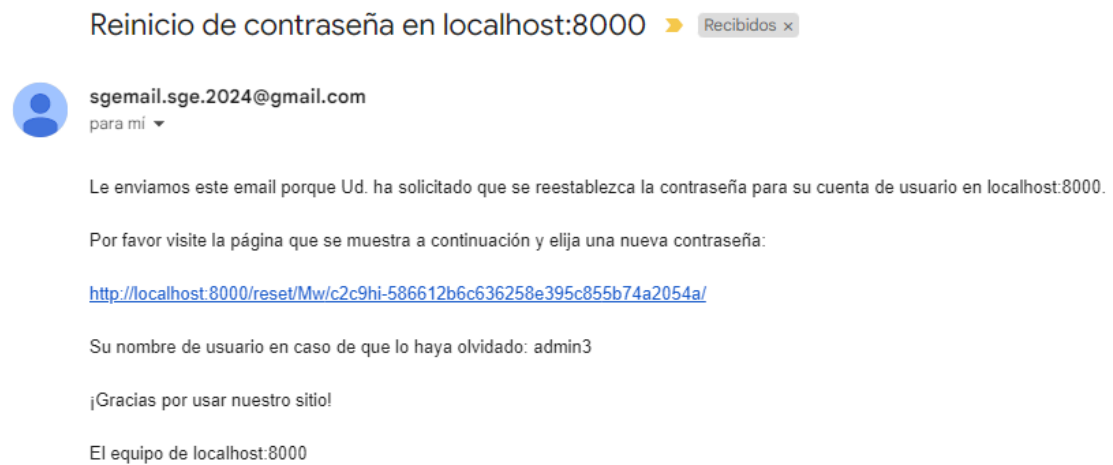 Reinicio de contraseña en localhost:8000 Recibidos ×
sgemail.sge.2024@gmail.com
para mí
Le enviamos este email porque Ud. ha solicitado que se reestablezca la contraseña para su cuenta de usuario en localhost:8000.
Por favor visite la página que se muestra a continuación y elija una nueva contraseña:
http://localhost:8000/reset/Mw/c2c9hi-586612b6c636258e395c855b74a2054a/
Su nombre de usuario en caso de que lo haya olvidado: admin3
¡Gracias por usar nuestro sitio!
El equipo de localhost:8000